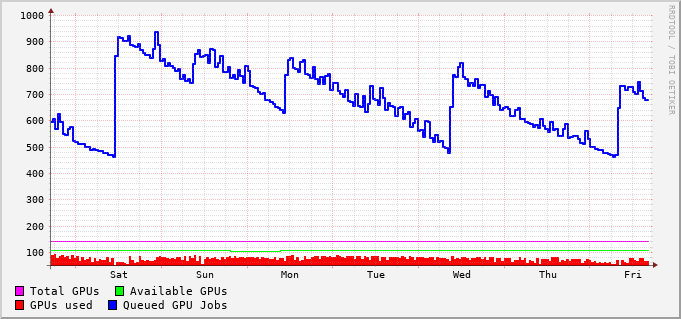 1000
900
800
700
600
500
400
300
200
100
Sat Sun Mon Tue Wed Thu Fri
Total GPUs Available GPUs
GPUs used Queued GPU Jobs
RRDTOOL / TOBI OETIKER